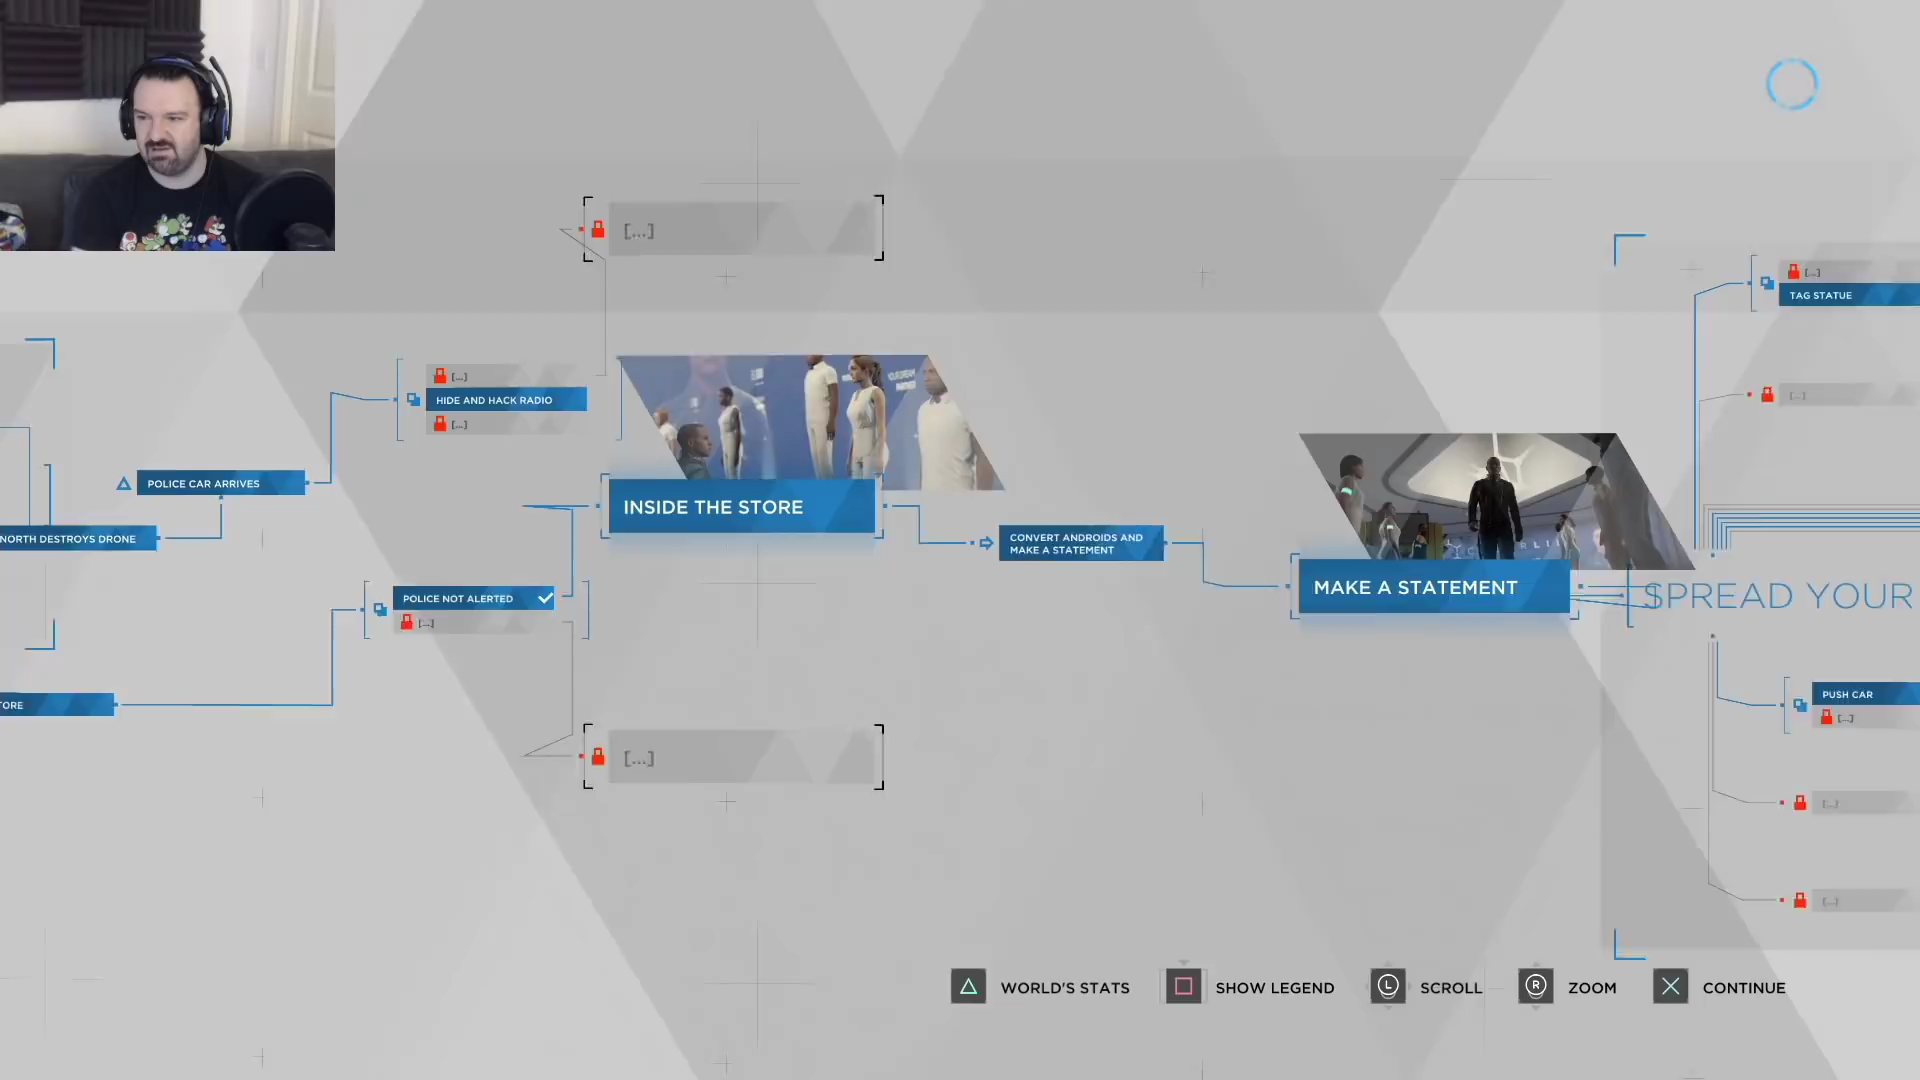 [...]
[...]
TAG STATUE
[...]
HIDE AND HACK RADIO
[...]
[...]
POLICE CAR ARRIVES
INSIDE THE STORE
NORTH DESTROYS DRONE
CONVERT ANDROIDS AND
MAKE A STATEMENT
MAKE A STATEMENT
SPREAD YOUR
POLICE NOT ALERTED
[...]
TORE
PUSH CAR
[...]
[...]
[...]
[...]
WORLD'S STATS
SHOW LEGEND
L
SCROLL
R
ZOOM
CONTINUE